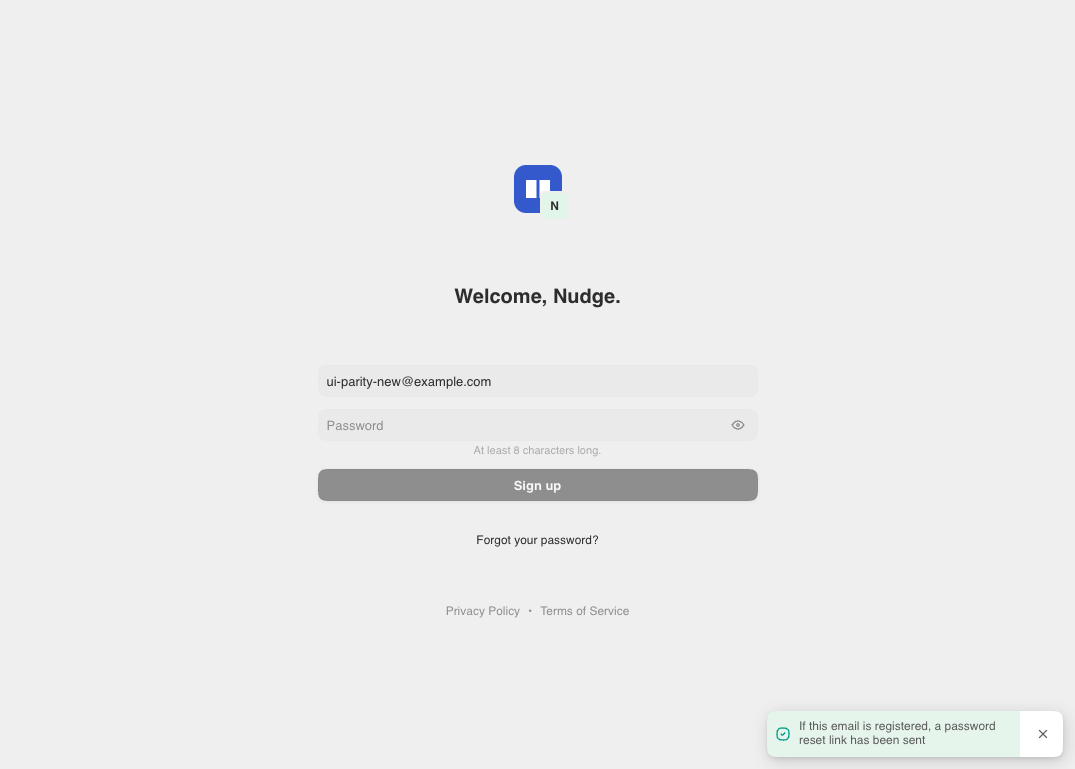 N
Welcome, Nudge.
ui-parity-new@example.com
Password
At least 8 characters long.
Sign up
Forgot your password?
Privacy Policy • Terms of Service
If this email is registered, a password
reset link has been sent